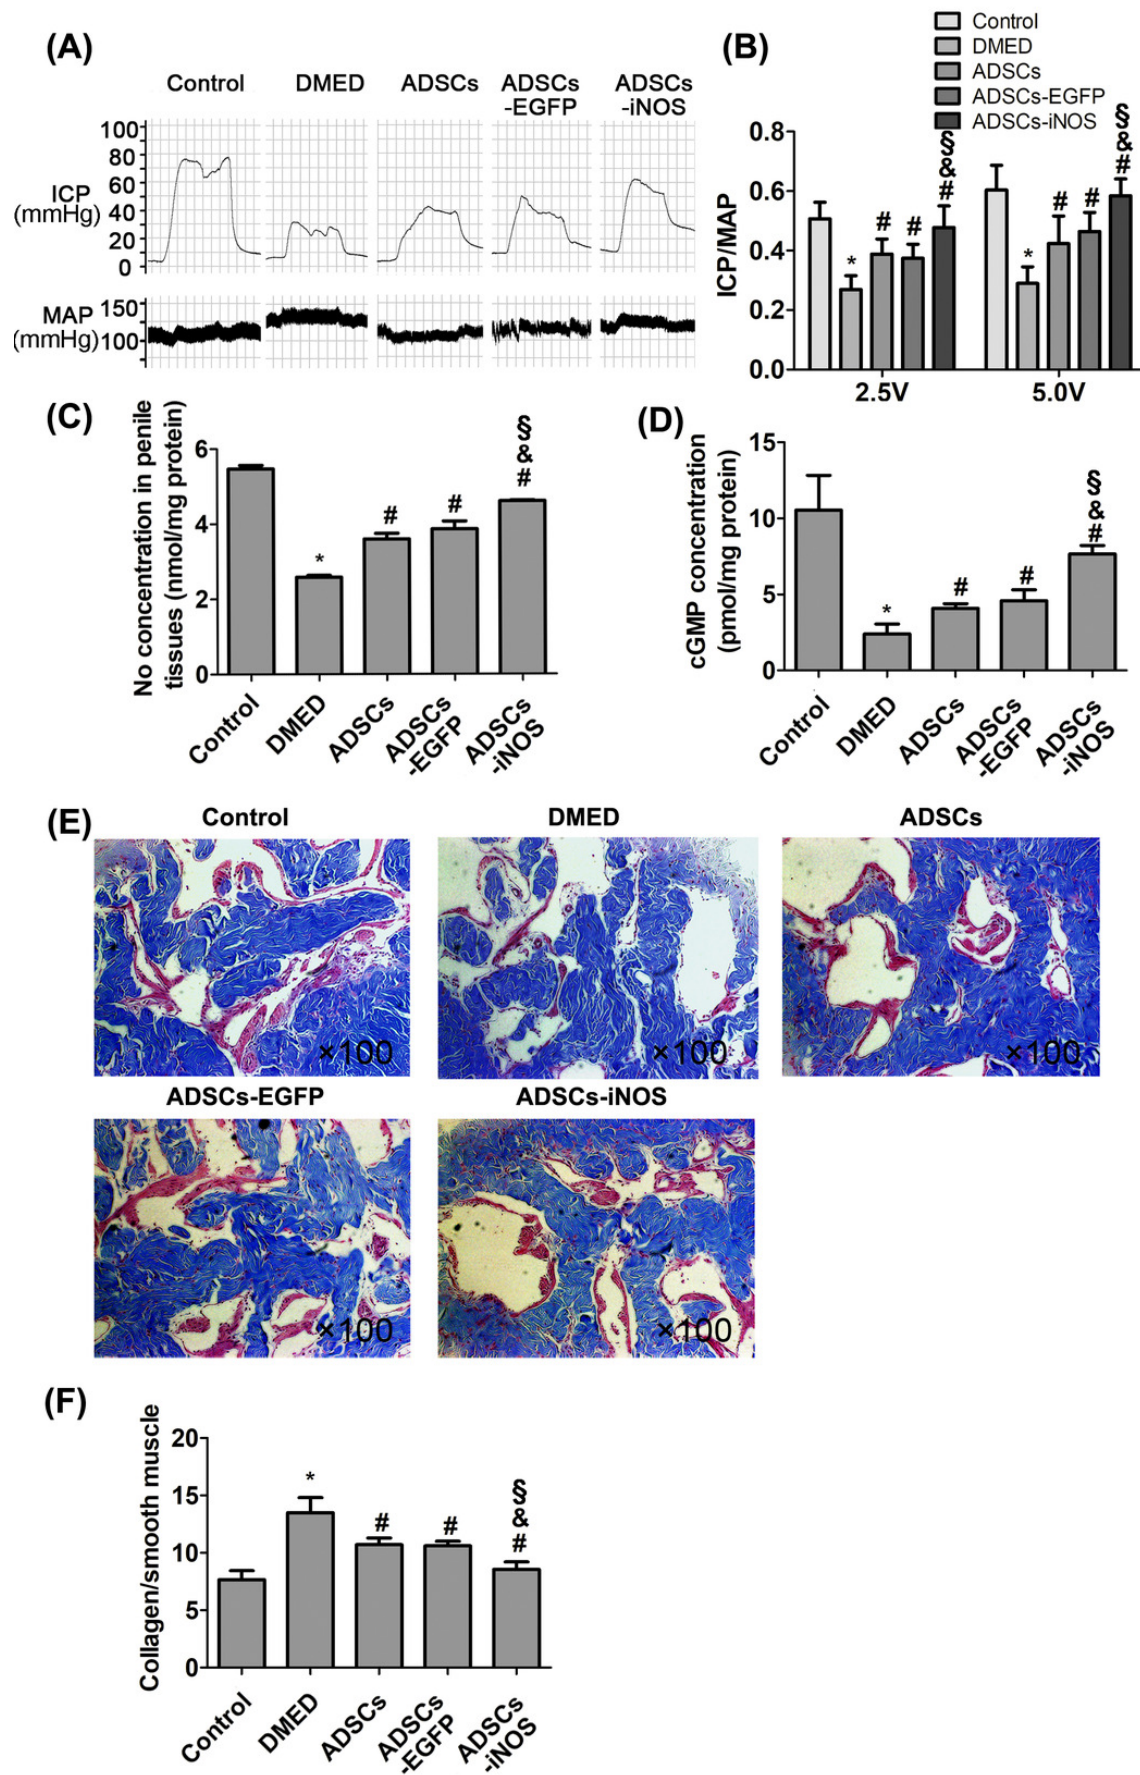 (A)
Control
DMED
ADSCs
ADSCs
-EGFP
ADSCs
-iNOS
100
80
60
40
20
0
ICP
(mmHg)
150
100
MAP
(mmHg)
(B)
Control
DMED
ADSCs
ADSCs-EGFP
ADSCs-iNOS
0.8
0.6
0.4
0.2
0.0
ICP/MAP
*
#
#
§
&
#
*
#
#
§
&
#
2.5V
5.0V
(C)
No concentration in penile
tissues (nmol/mg protein)
6
4
2
0
*
#
#
§
&
#
Control
DMED
ADSCs
ADSCs
-EGFP
ADSCs
-iNOS
(D)
cGMP concentration
(pmol/mg protein)
15
10
5
0
*
#
#
§
&
#
Control
DMED
ADSCs
ADSCs
-EGFP
ADSCs
-iNOS
(E)
Control
DMED
ADSCs
×100
×100
×100
ADSCs-EGFP
ADSCs-iNOS
×100
×100
(F)
Collagen/smooth muscle
20
15
10
5
0
*
#
#
§
&
#
Control
DMED
ADSCs
ADSCs
-EGFP
ADSCs
-iNOS